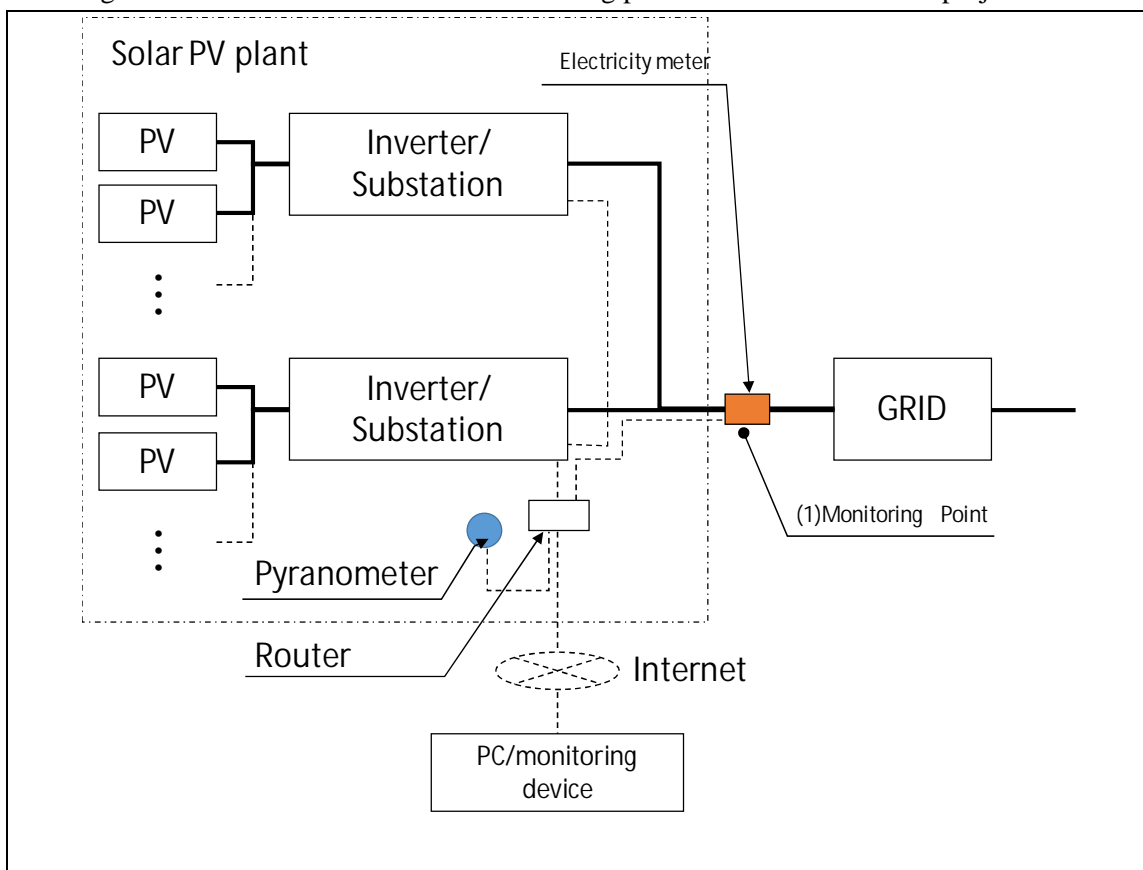 Solar PV plant
Electricity meter
PV
Inverter/
Substation
PV
PV
Inverter/
Substation
GRID
PV
(1)Monitoring Point
Pyranometer
Router
Internet
PC/monitoring
device